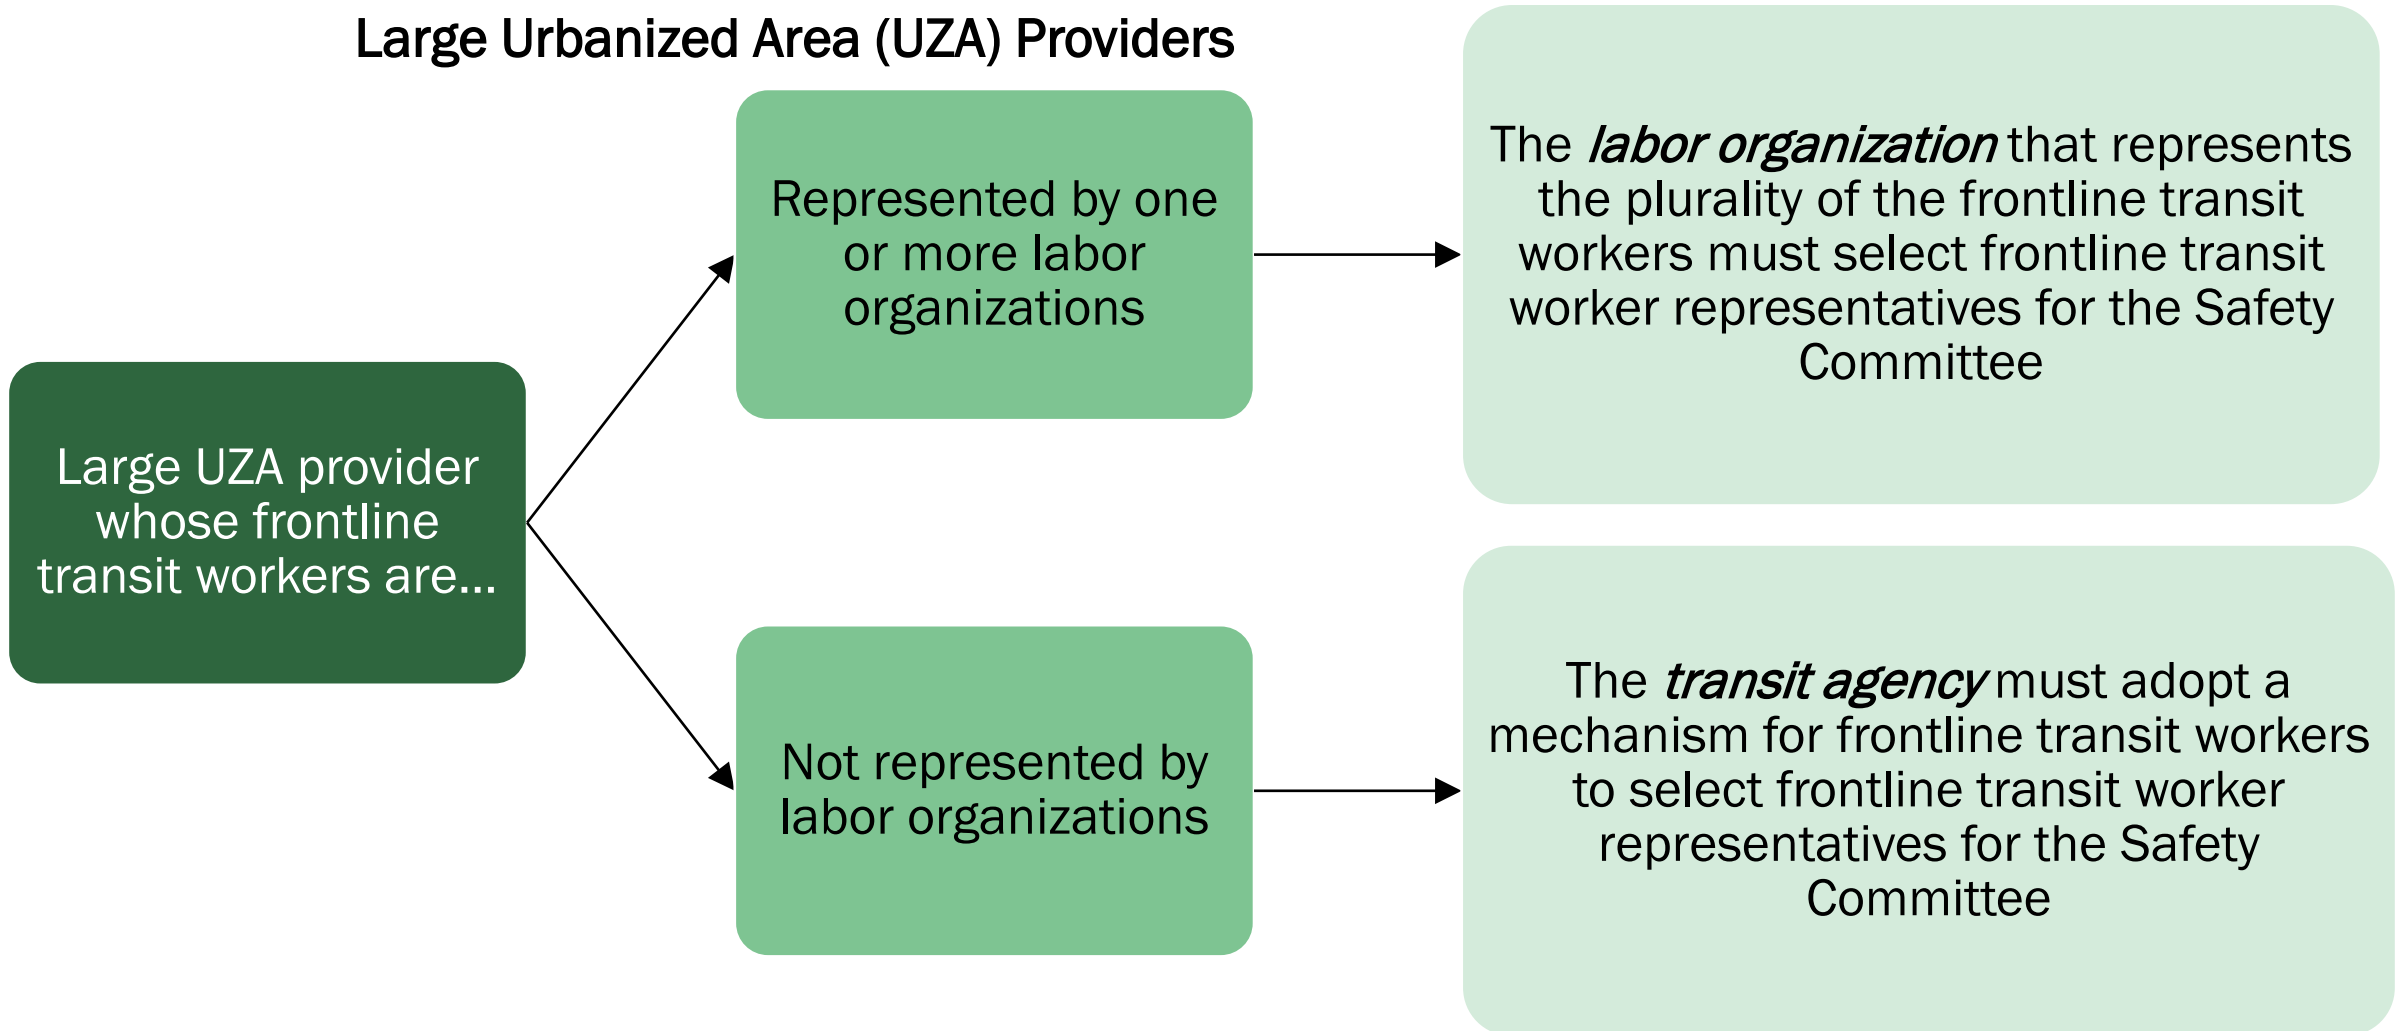 Large Urbanized Area (UZA) Providers
Large UZA provider
whose frontline
transit workers are...
Represented by one
or more labor
organizations
The labor organization that represents
the plurality of the frontline transit
workers must select frontline transit
worker representatives for the Safety
Committee
Not represented by
labor organizations
The transit agency must adopt a
mechanism for frontline transit workers
to select frontline transit worker
representatives for the Safety
Committee